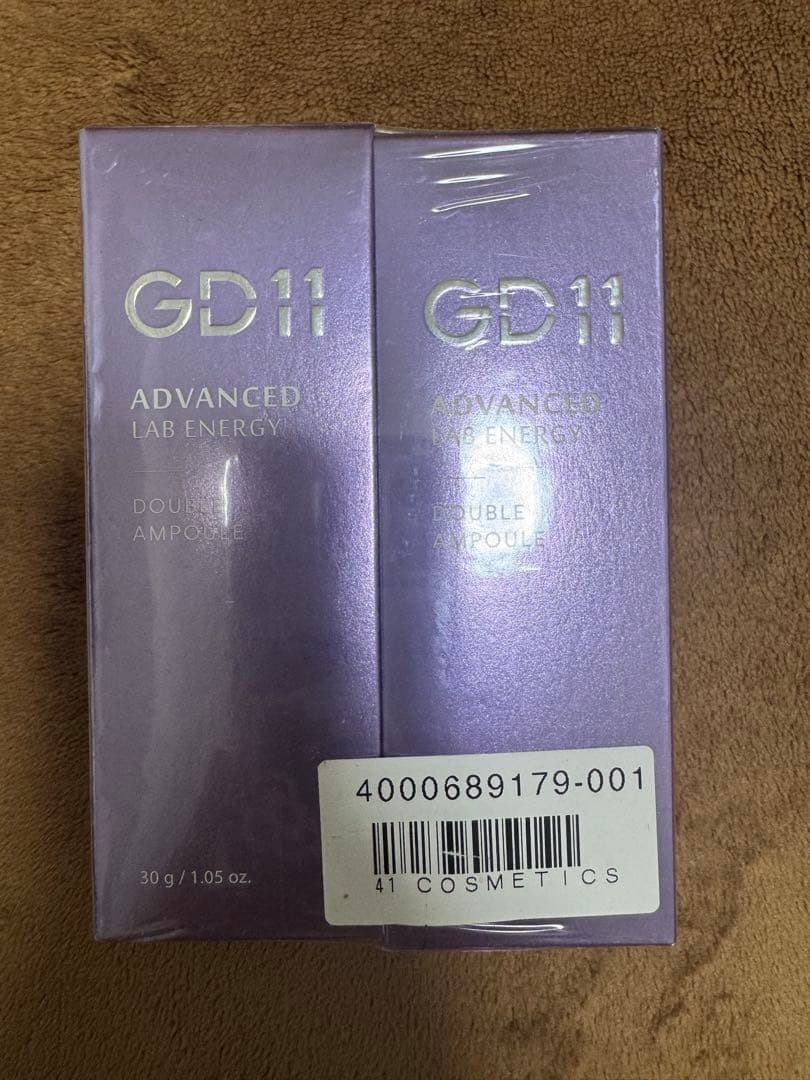 GD11
ADVANCED
LAB ENERGY
DOUBLE
AMPOULE
30 g / 1.05 oz.
GD11
ADVANCED
LAB ENERGY
DOUBLE
AMPOULE
4000689179-001
41 COSMETICS